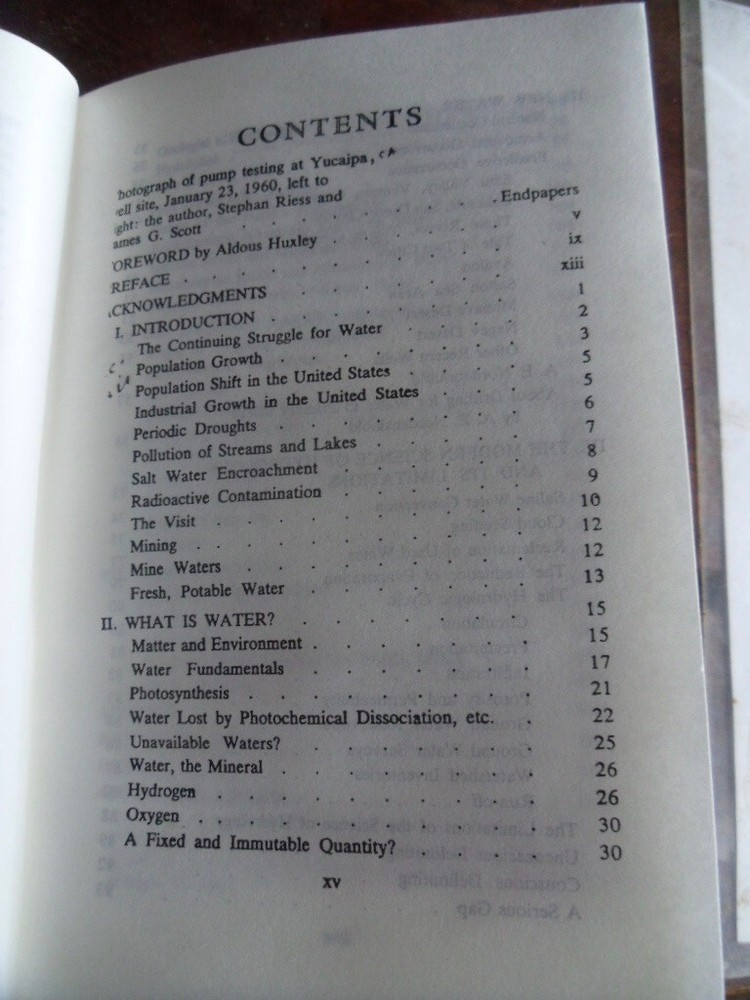 CONTENTS
hotograph of pump testing at Yucaipa, CA
ell site, January 23, 1960, left to
ght: the author, Stephan Riess and
ames G. Scott . . . . . . . . Endpapers
OREWORD by Aldous Huxley . . . . . . v
REFACE . . . . . . . . . ix
CKNOWLEDGMENTS . . . . . . xiii
I. INTRODUCTION . . . . . . . 1
The Continuing Struggle for Water . . . . 2
Population Growth . . . . . . . 3
Population Shift in the United States . . . . 5
Industrial Growth in the United States . . . 5
Periodic Droughts . . . . . . . 6
Pollution of Streams and Lakes . . . . 7
Salt Water Encroachment . . . . . 8
Radioactive Contamination . . . . . 9
The Visit . . . . . . . . 10
Mining . . . . . . . . 12
Mine Waters . . . . . . . 12
Fresh, Potable Water . . . . . . 13
II. WHAT IS WATER? . . . . . . 15
Matter and Environment . . . . . . 15
Water Fundamentals . . . . . . 17
Photosynthesis . . . . . . . 21
Water Lost by Photochemical Dissociation, etc. . 22
Unavailable Waters? . . . . . . 25
Water, the Mineral . . . . . . 26
Hydrogen . . . . . . . . 26
Oxygen . . . . . . . . 30
A Fixed and Immutable Quantity? . . . . 30
xv